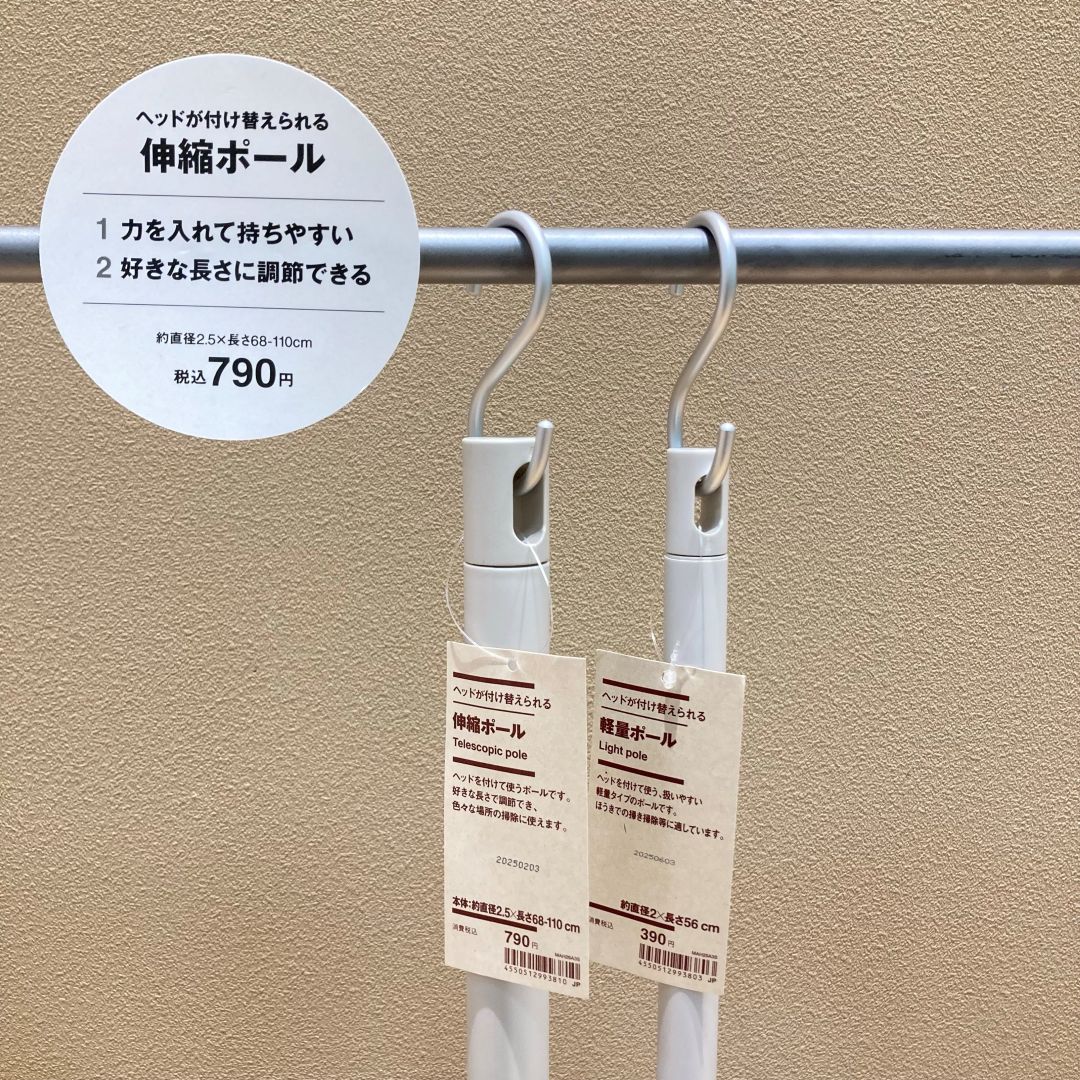 ヘッドが付け替えられる
伸縮ポール
1 力を入れて持ちやすい
2 好きな長さに調節できる
約直径2.5×長さ68-110cm
税込790円
ヘッドが付け替えられる
伸縮ポール
Telescopic pole
ヘッドを付けて使うポールです。
好きな長さで調節でき、
色々な場所の掃除に使えます。
20250203
本体:約直径2.5×長さ68-110 cm
消費税込 790円
MAH05A3S
4550512993810 JP
ヘッドが付け替えられる
軽量ポール
Light pole
ヘッドを付けて使う、扱いやすい
軽量タイプのポールです。
ほうきでの掃き掃除等に適しています。
20250603
約直径2×長さ56 cm
消費税込 390円
4550512993803 JP